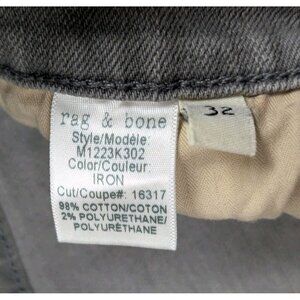 rag & bone
Style/Modèle:
M1223K302
Color/Couleur:
IRON
Cut/Coupe#: 16317
98% COTTON/COTON
2% POLYURETHANE/
POLYURÉTHANE
32